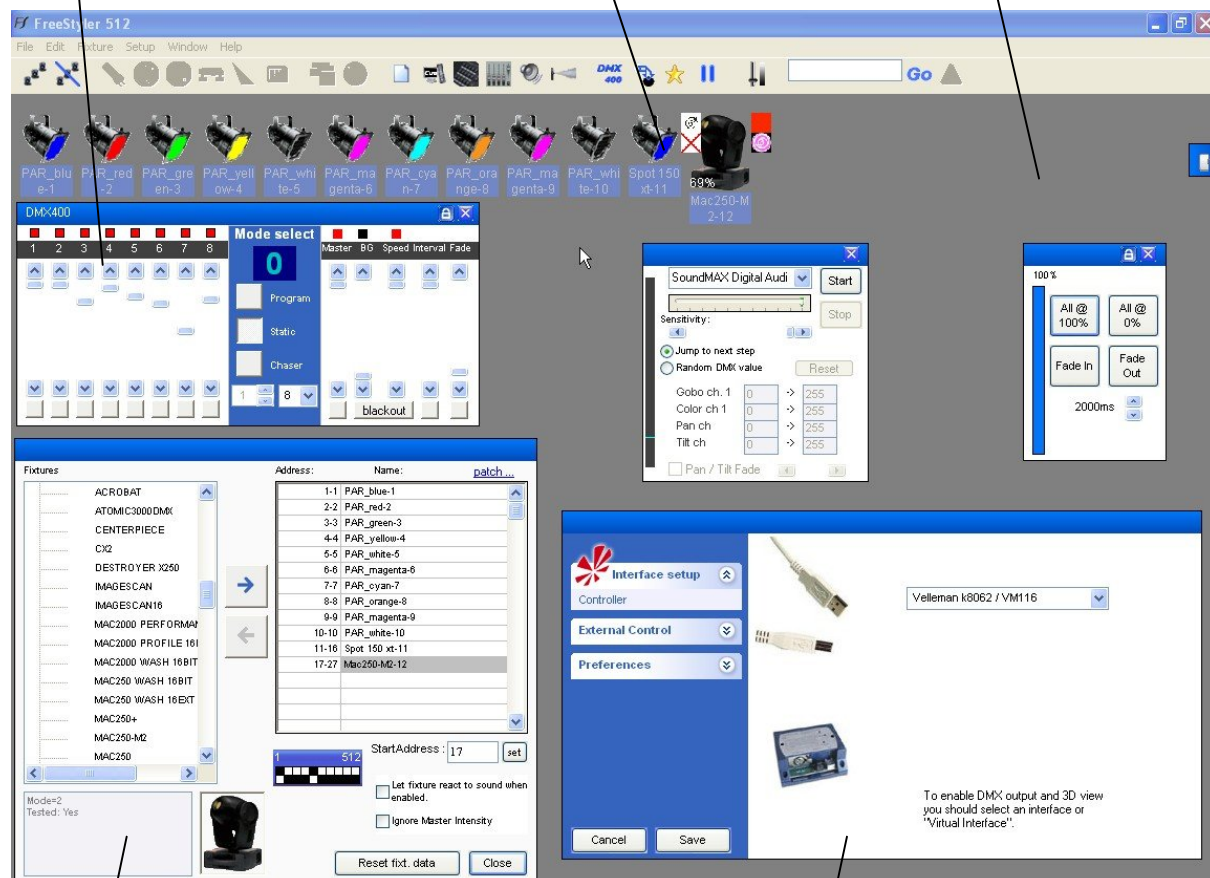 FS FreeStyler 512
File Edit Fixture Setup Window Help
Cue DMX 400 Go
PAR_blue-1 PAR_red-2 PAR_green-3 PAR_yellow-4 PAR_white-5 PAR_magenta-6 PAR_cyan-7 PAR_orange-8 PAR_magenta-9 PAR_white-10 Spot 150 xt-11 69% Mac250-M2-12
DMX400
1 2 3 4 5 6 7 8 Mode select Master BG Speed Interval Fade
0
Program
Static
Chaser
1 8 blackout
SoundMAX Digital Audi Start
Sensitivity: Stop
Jump to next step
Random DMX value Reset
Gobo ch. 1 0 -> 255
Color ch 1 0 -> 255
Pan ch 0 -> 255
Tilt ch 0 -> 255
Pan / Tilt Fade
100 %
All @ 100% All @ 0%
Fade In Fade Out
2000ms
Fixtures
ACROBAT
ATOMIC3000DMX
CENTERPIECE
CX2
DESTROYER X250
IMAGESCAN
IMAGESCAN16
MAC2000 PERFORMAN
MAC2000 PROFILE 16I
MAC2000 WASH 16BIT
MAC250 WASH 16BIT
MAC250 WASH 16EXT
MAC250+
MAC250-M2
MAC250
Mode=2
Tested: Yes
Address: Name: patch ...
1-1 PAR_blue-1
2-2 PAR_red-2
3-3 PAR_green-3
4-4 PAR_yellow-4
5-5 PAR_white-5
6-6 PAR_magenta-6
7-7 PAR_cyan-7
8-8 PAR_orange-8
9-9 PAR_magenta-9
10-10 PAR_white-10
11-16 Spot 150 xt-11
17-27 Mac250-M2-12
1 512 StartAddress : 17 set
Let fixture react to sound when
enabled.
Ignore Master Intensity
Reset fixt. data Close
Interface setup
Controller
External Control
Preferences
Velleman k8062 / VM116
To enable DMX output and 3D view
you should select an interface or
"Virtual Interface".
Cancel Save